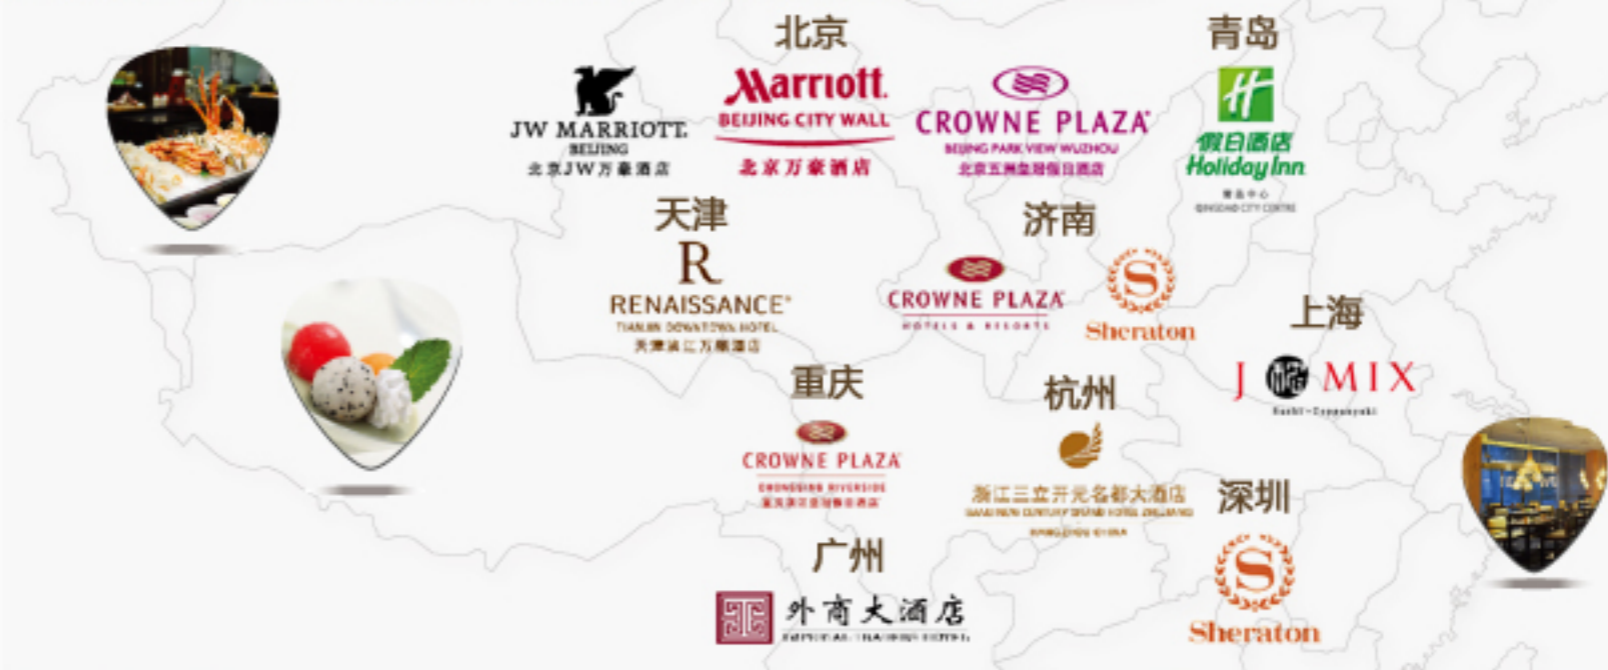 北京
JW MARRIOTT
BEIJING
北京JW万豪酒店
Marriott
BEIJING CITY WALL
北京万豪酒店
CROWNE PLAZA
BEIJING PARK VIEW WUZHOU
北京五洲皇冠假日酒店
青岛
假日酒店
Holiday Inn
青岛中心
QINGDAO CITY CENTRE
天津
R
RENAISSANCE
TIANJIN DOWNTOWN HOTEL
天津滨江万丽酒店
济南
CROWNE PLAZA
HOTELS & RESORTS
S
Sheraton
上海
J MIX
重庆
CROWNE PLAZA
CHONGQING RIVERSIDE
杭州
浙江三立开元名都大酒店
HANGZHOU CHINA
深圳
S
Sheraton
广州
外商大酒店